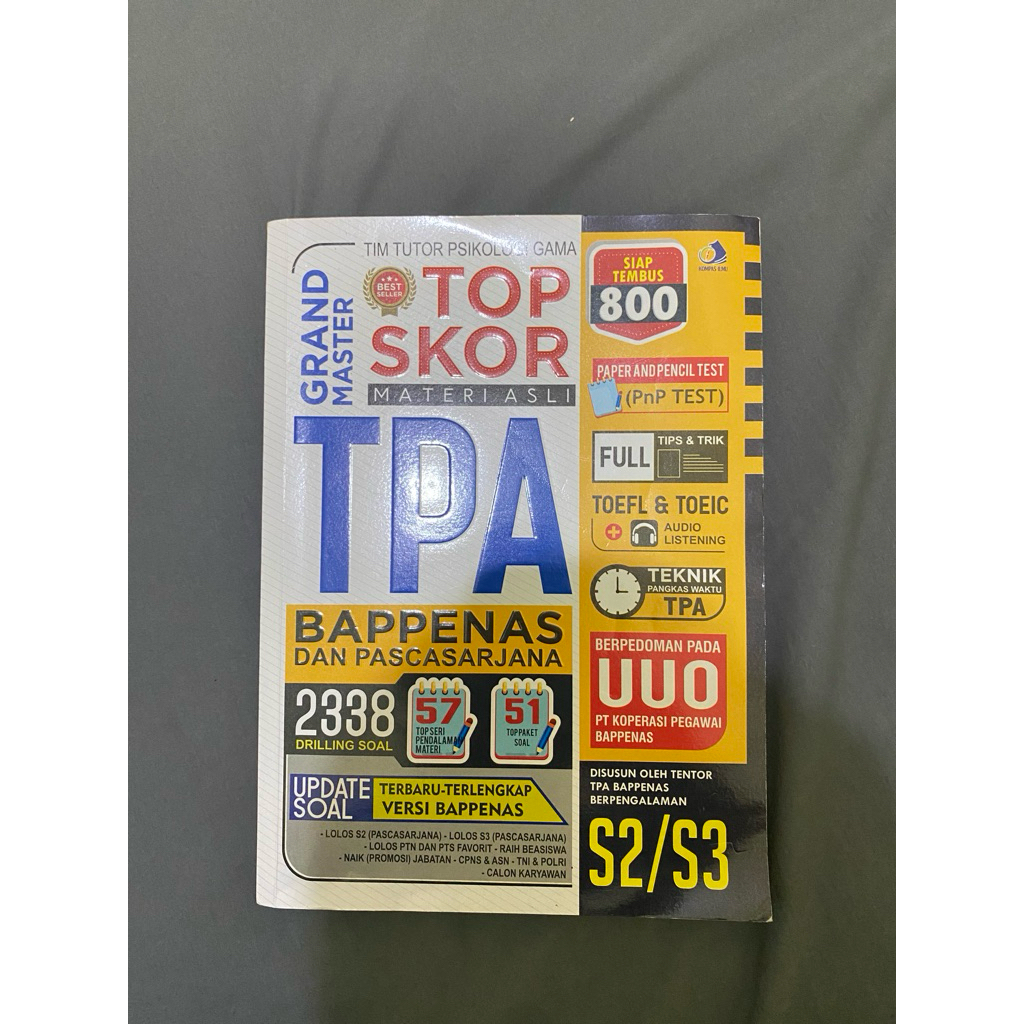 TIM TUTOR PSIKOLOGI GAMA
GRAND
MASTER
BEST
SELLER
TOP
SKOR
MATERI ASLI
TPA
BAPPENAS
DAN PASCASARJANA
2338
DRILLING SOAL
57
TOP SERI
PENDALAMAN
MATERI
51
TOP PAKET
SOAL
UPDATE
SOAL
TERBARU-TERLENGKAP
VERSI BAPPENAS
- LOLOS S2 (PASCASARJANA) - LOLOS S3 (PASCASARJANA)
- LOLOS PTN DAN PTS FAVORIT - RAIH BEASISWA
- NAIK (PROMOSI) JABATAN - CPNS & ASN - TNI & POLRI
- CALON KARYAWAN
SIAP
TEMBUS
800
KOMPAS ILMU
PAPER AND PENCIL TEST
(PnP TEST)
FULL
TIPS & TRIK
TOEFL & TOEIC
+
AUDIO
LISTENING
TEKNIK
PANGKAS WAKTU
TPA
BERPEDOMAN PADA
UUO
PT KOPERASI PEGAWAI
BAPPENAS
DISUSUN OLEH TENTOR
TPA BAPPENAS
BERPENGALAMAN
S2/S3